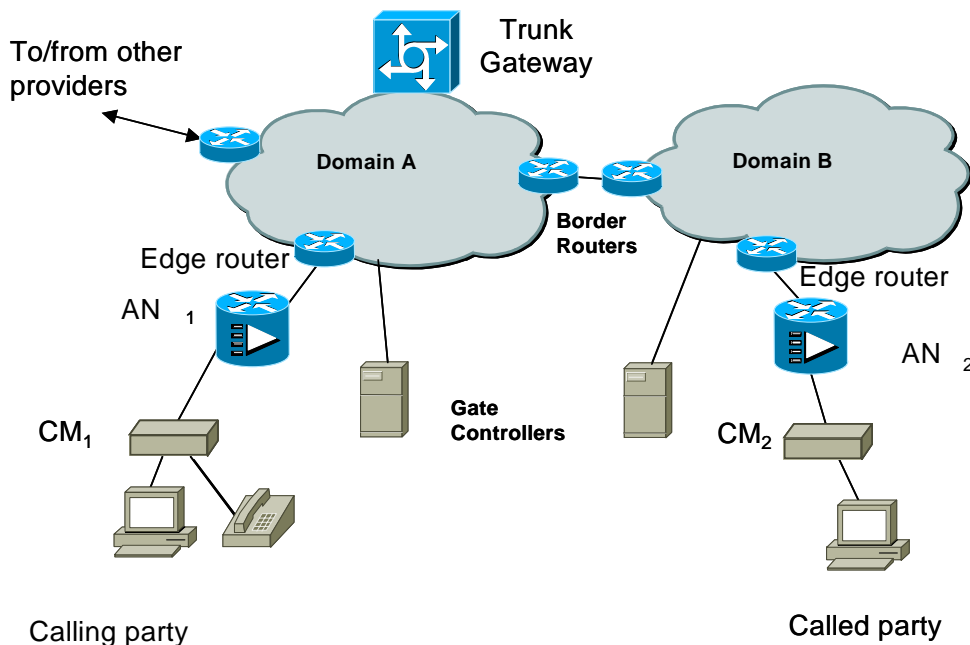 To/from other
providers
Trunk
Gateway
Domain A
Domain B
Border
Routers
Edge router
Edge router
AN 1
AN 2
CM1
Gate
Controllers
CM2
Calling party
Called party